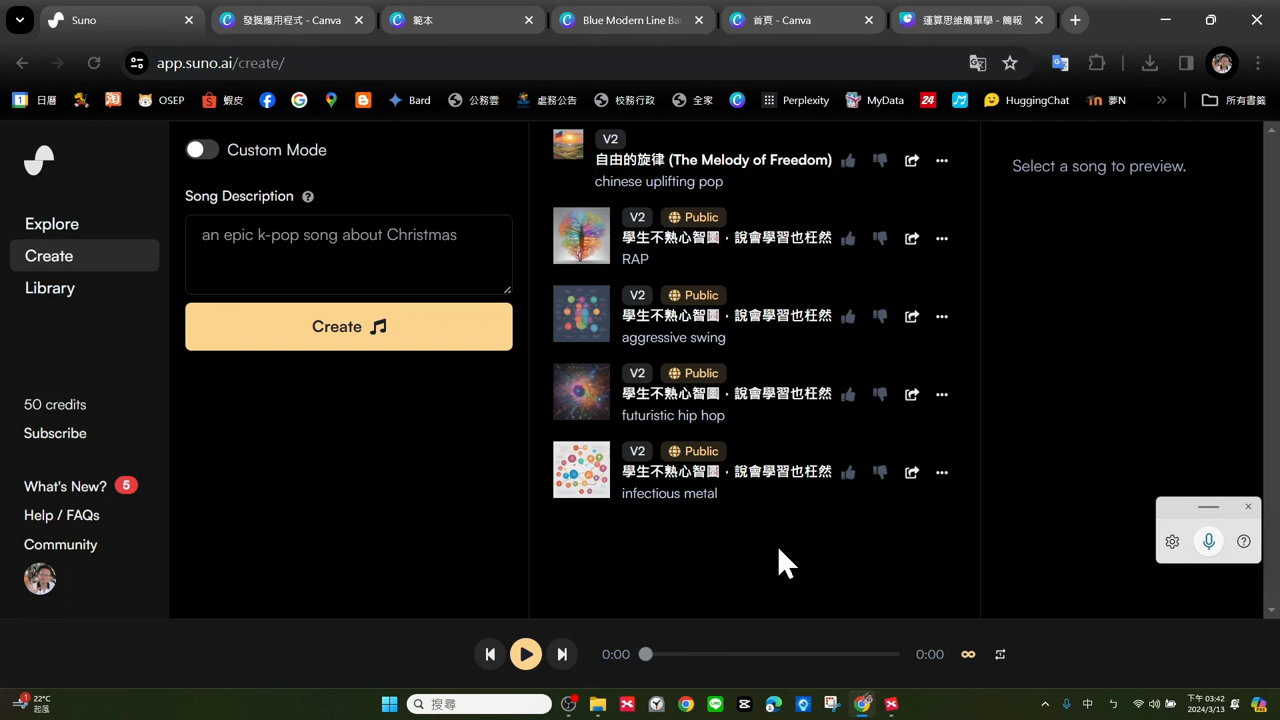 Suno
發掘應用程式 - Canva
範本
Blue Modern Line Ba
首頁 - Canva
運算思維簡單學 - 簡報
app.suno.ai/create/
日曆
淘
OSEP
蝦皮
Bard
公務雲
處務公告
校務行政
全家
Perplexity
MyData
24
HuggingChat
夢N
所有書籤
Custom Mode
Song Description
an epic k-pop song about Christmas
Create
Explore
Create
Library
50 credits
Subscribe
What's New? 5
Help / FAQs
Community
V2
自由的旋律 (The Melody of Freedom)
chinese uplifting pop
V2 Public
學生不熟心智圖，說會學習也枉然
RAP
V2 Public
學生不熟心智圖，說會學習也枉然
aggressive swing
V2 Public
學生不熟心智圖，說會學習也枉然
futuristic hip hop
V2 Public
學生不熟心智圖，說會學習也枉然
infectious metal
Select a song to preview.
0:00
0:00
22°C
起風
搜尋
中
ㄅ
下午 03:42
2024/3/13